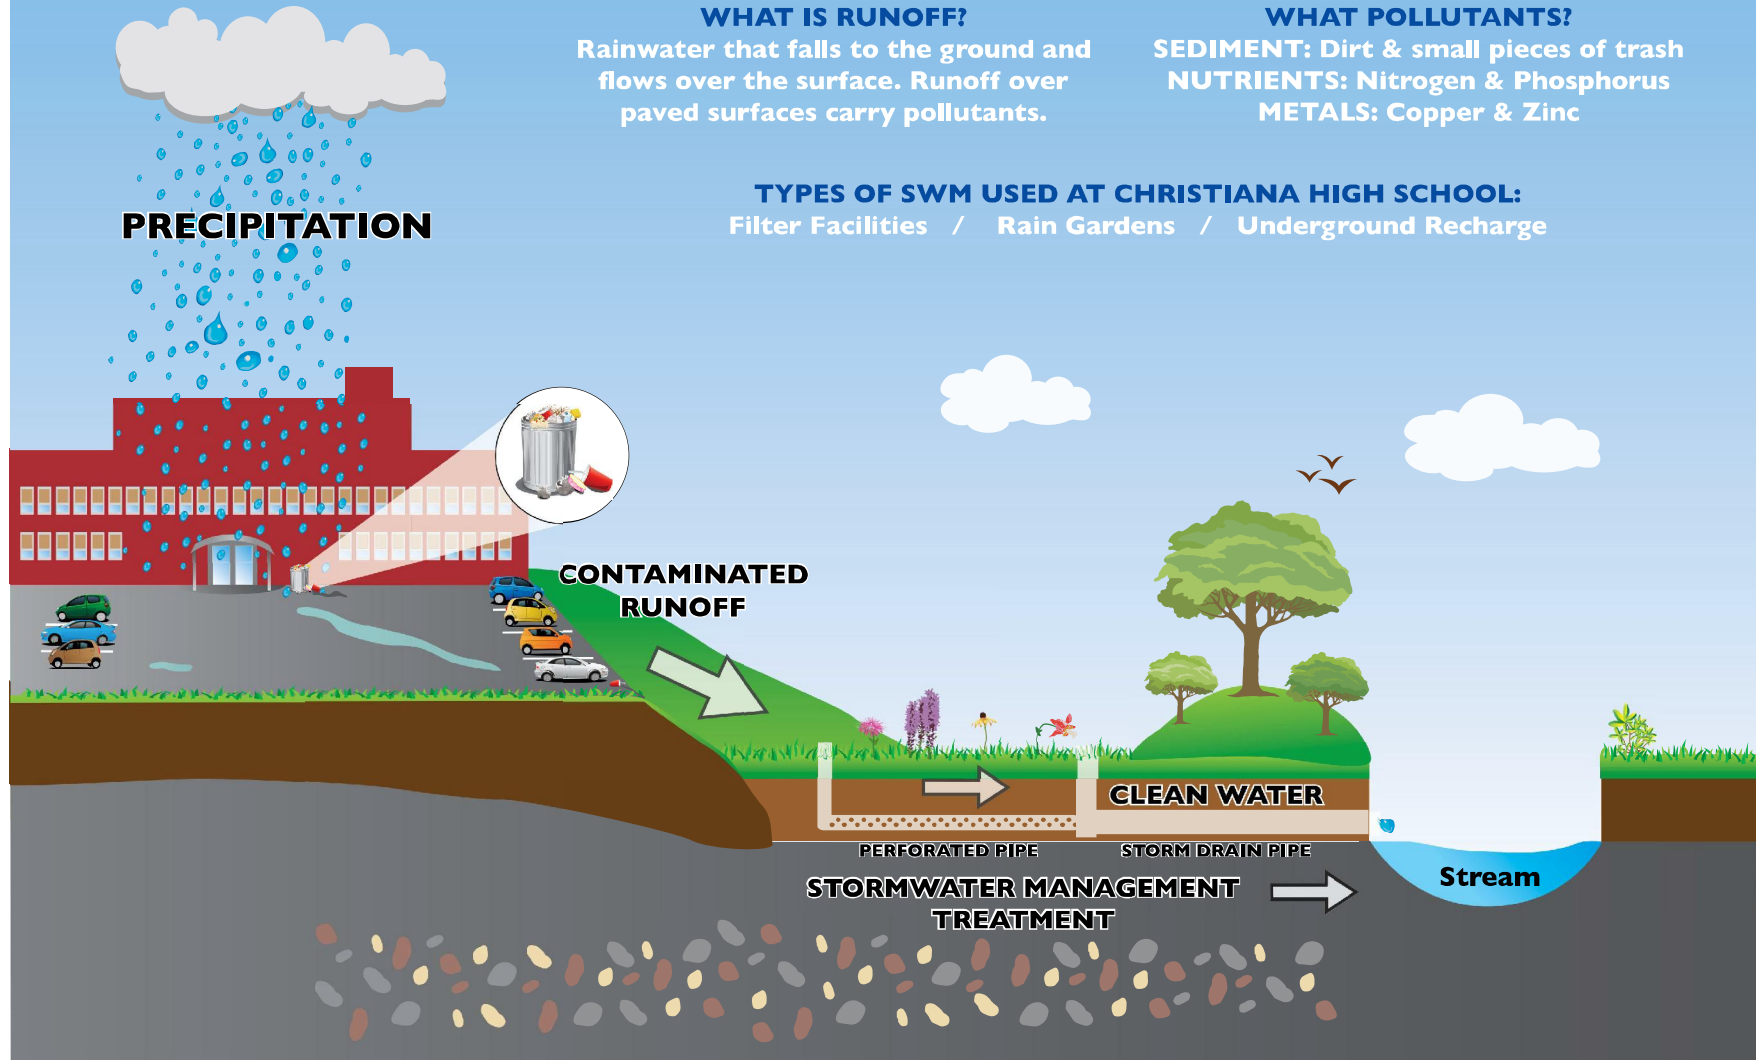 WHAT IS RUNOFF?
Rainwater that falls to the ground and
flows over the surface. Runoff over
paved surfaces carry pollutants.
WHAT POLLUTANTS?
SEDIMENT: Dirt & small pieces of trash
NUTRIENTS: Nitrogen & Phosphorus
METALS: Copper & Zinc
TYPES OF SWM USED AT CHRISTIANA HIGH SCHOOL:
Filter Facilities / Rain Gardens / Underground Recharge
PRECIPITATION
CONTAMINATED
RUNOFF
CLEAN WATER
PERFORATED PIPE
STORM DRAIN PIPE
STORMWATER MANAGEMENT
TREATMENT
Stream